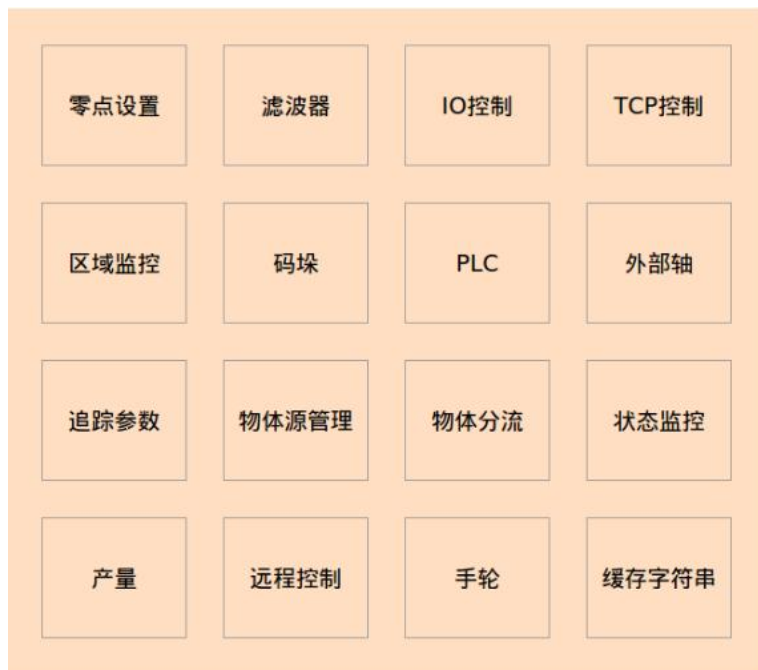 零点设置
滤波器
IO控制
TCP控制
区域监控
码垛
PLC
外部轴
追踪参数
物体源管理
物体分流
状态监控
产量
远程控制
手轮
缓存字符串